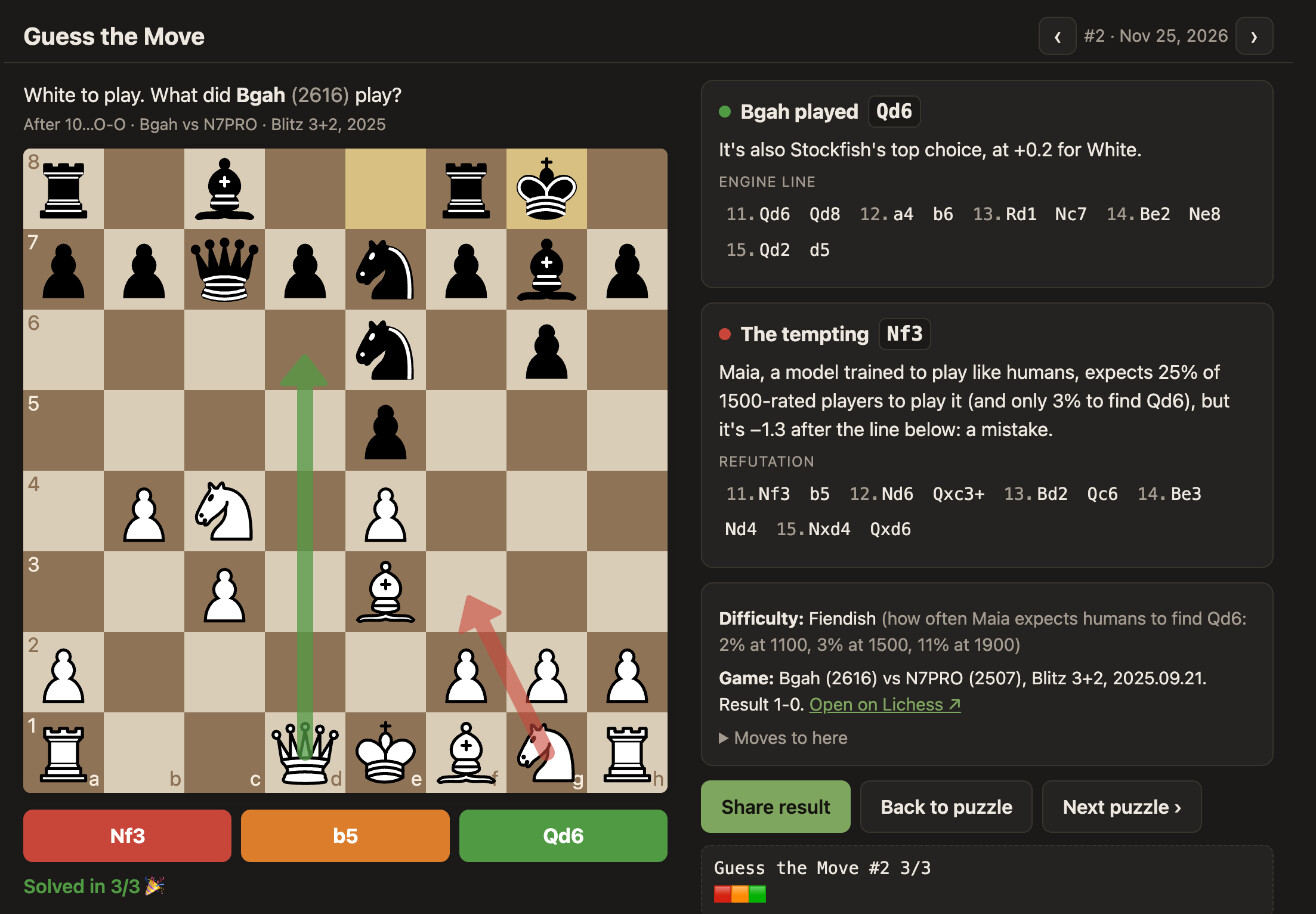 Guess the Move
‹ #2 · Nov 25, 2026 ›
White to play. What did Bgah (2616) play?
After 10...O-O · Bgah vs N7PRO · Blitz 3+2, 2025
8
7
6
5
4
3
2
1
a b c d e f g h
Nf3 b5 Qd6
Solved in 3/3 🎉
Bgah played Qd6
It's also Stockfish's top choice, at +0.2 for White.
ENGINE LINE
11. Qd6 Qd8 12. a4 b6 13. Rd1 Nc7 14. Be2 Ne8
15. Qd2 d5
The tempting Nf3
Maia, a model trained to play like humans, expects 25% of
1500-rated players to play it (and only 3% to find Qd6), but
it's −1.3 after the line below: a mistake.
REFUTATION
11. Nf3 b5 12. Nd6 Qxc3+ 13. Bd2 Qc6 14. Be3
Nd4 15. Nxd4 Qxd6
Difficulty: Fiendish (how often Maia expects humans to find Qd6:
2% at 1100, 3% at 1500, 11% at 1900)
Game: Bgah (2616) vs N7PRO (2507), Blitz 3+2, 2025.09.21.
Result 1-0. Open on Lichess ↗
▶ Moves to here
Share result Back to puzzle Next puzzle ›
Guess the Move #2 3/3
🟥🟧🟩